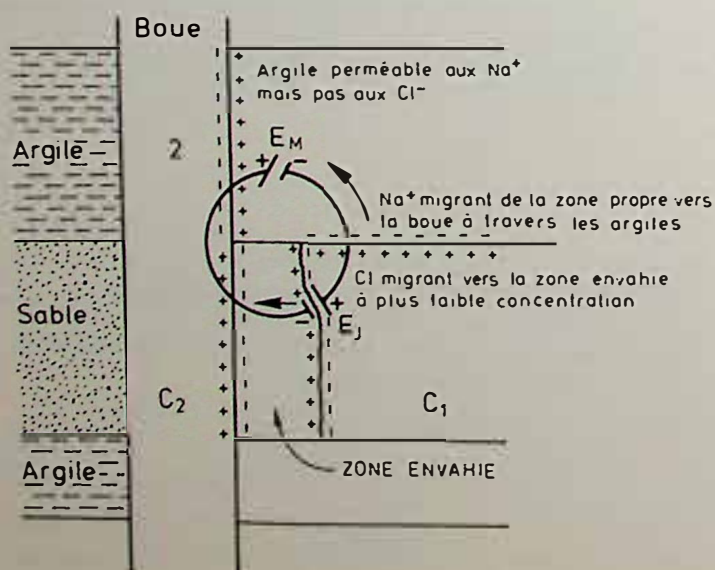 Boue
Argile perméable aux Na+
mais pas aux Cl-
Argile
2
EM
+
-
Na+ migrant de la zone propre vers
la boue à travers les argiles
Cl migrant vers la zone envahie
à plus faible concentration
Sable
+
-
EJ
C2
C1
Argile
ZONE ENVAHIE